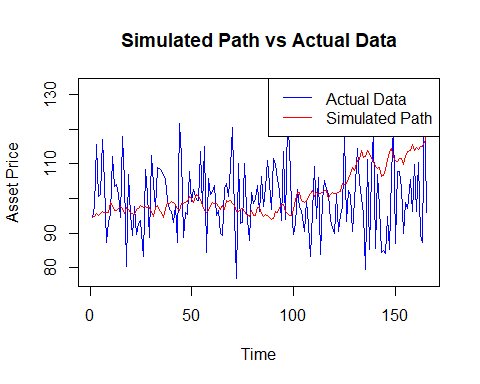 Simulated Path vs Actual Data
Actual Data
Simulated Path
Asset Price
130
110
90
80
0
50
100
150
Time